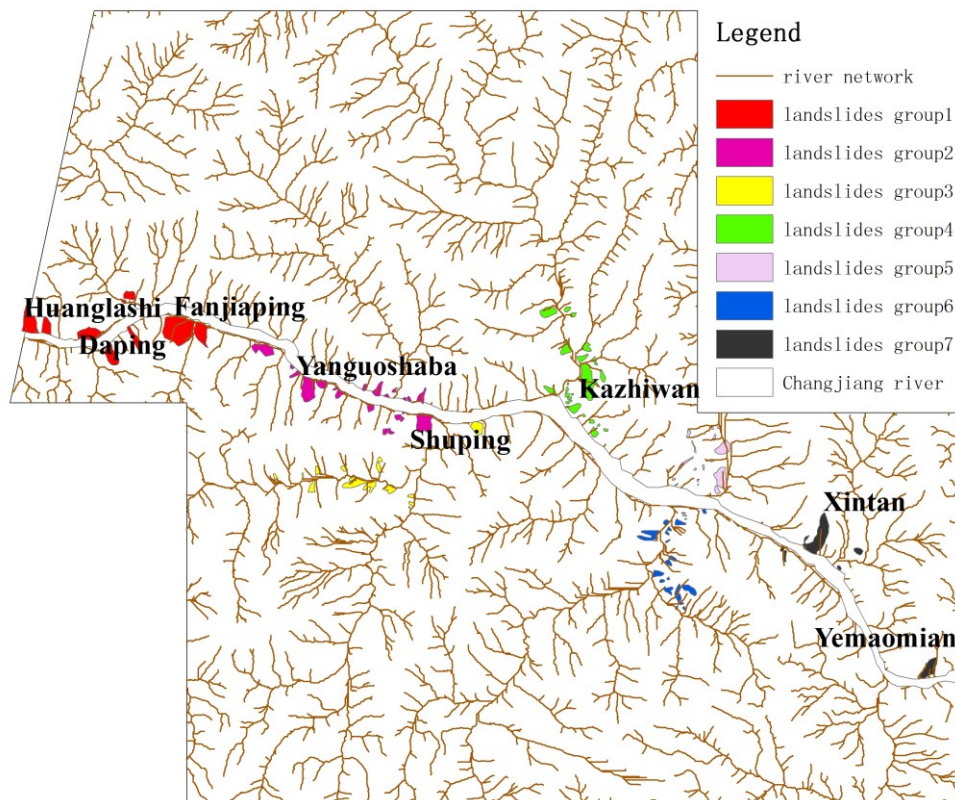 Legend
river network
landslides group1
landslides group2
landslides group3
landslides group4
landslides group5
landslides group6
landslides group7
Changjiang river
Huanglashi
Fanjiaping
Daping
Yanguoshaba
Kazhiwan
Shuping
Xintan
Yemaomian